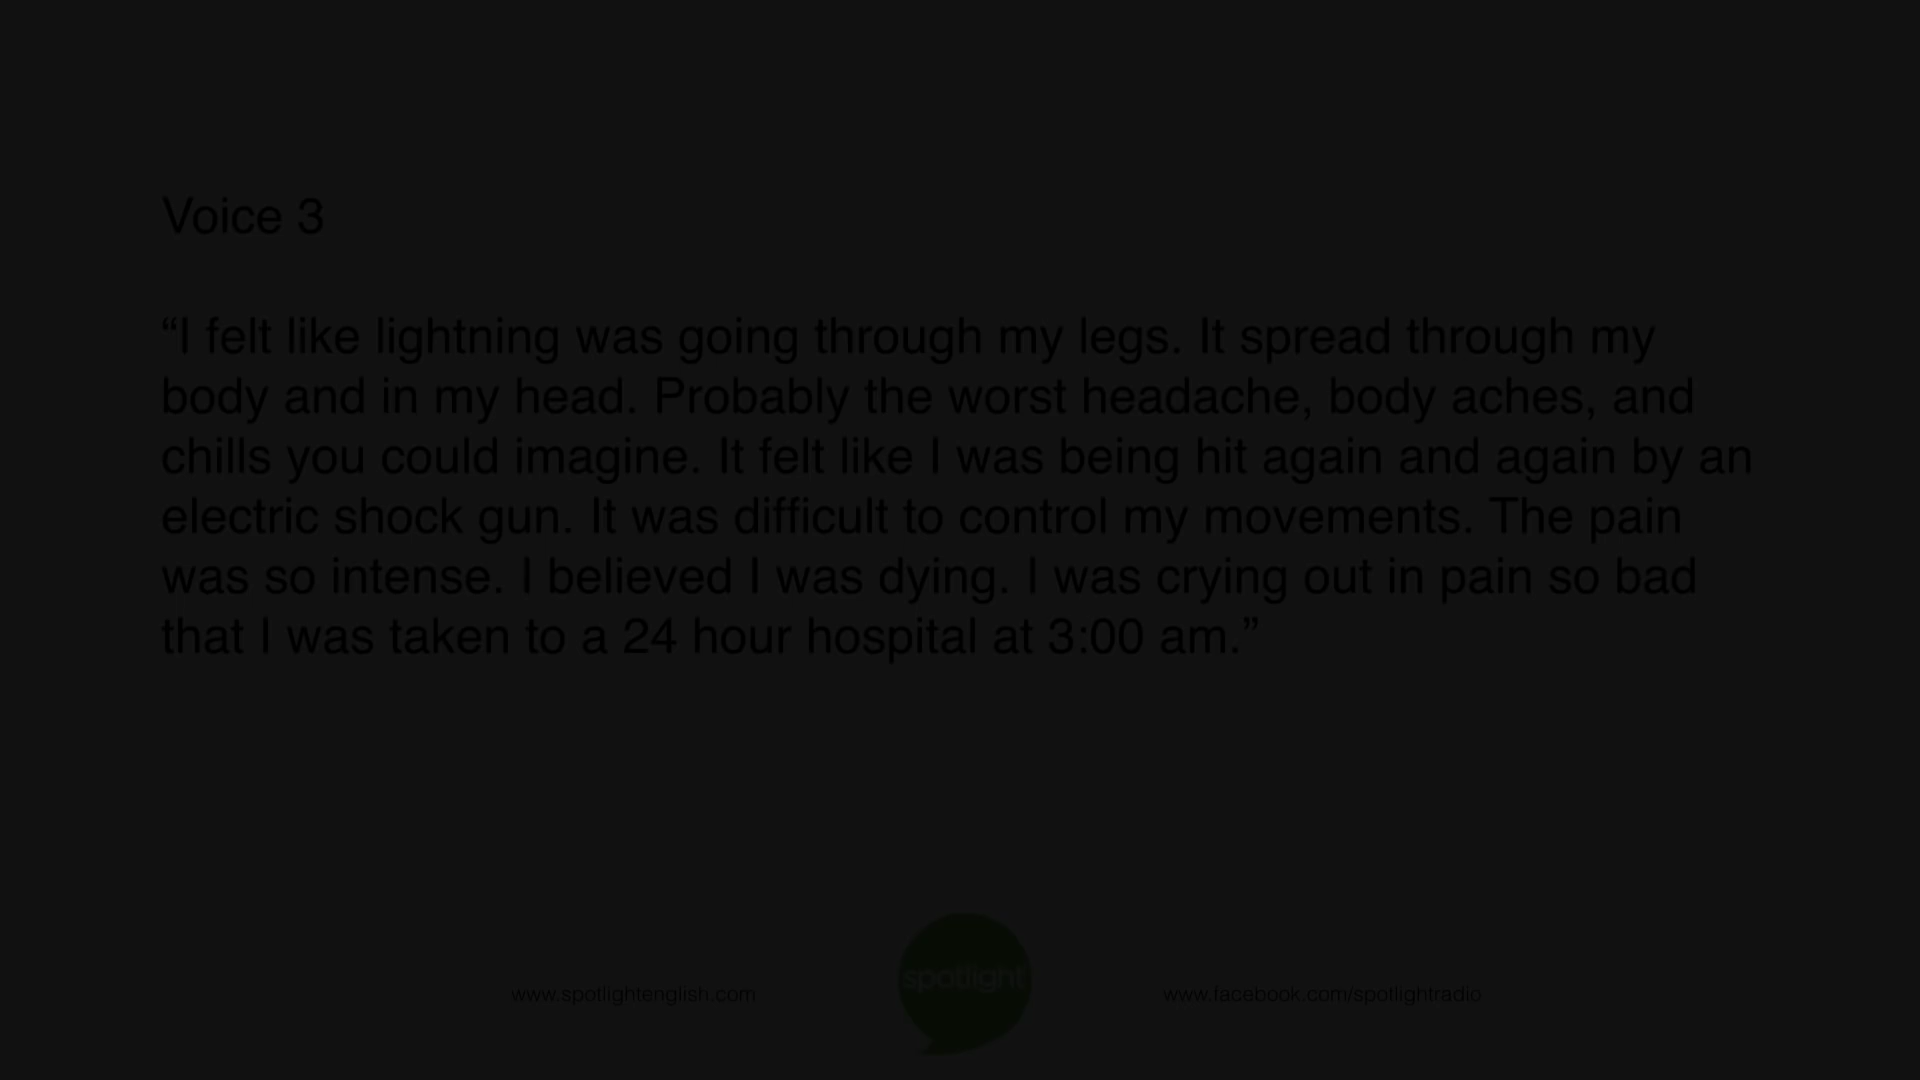 Voice 3
“I felt like lightning was going through my legs. It spread through my
body and in my head. Probably the worst headache, body aches, and
chills you could imagine. It felt like I was being hit again and again by an
electric shock gun. It was difficult to control my movements. The pain
was so intense. I believed I was dying. I was crying out in pain so bad
that I was taken to a 24 hour hospital at 3:00 am.”
spotlight
www.spotlightenglish.com
www.facebook.com/spotlightradio